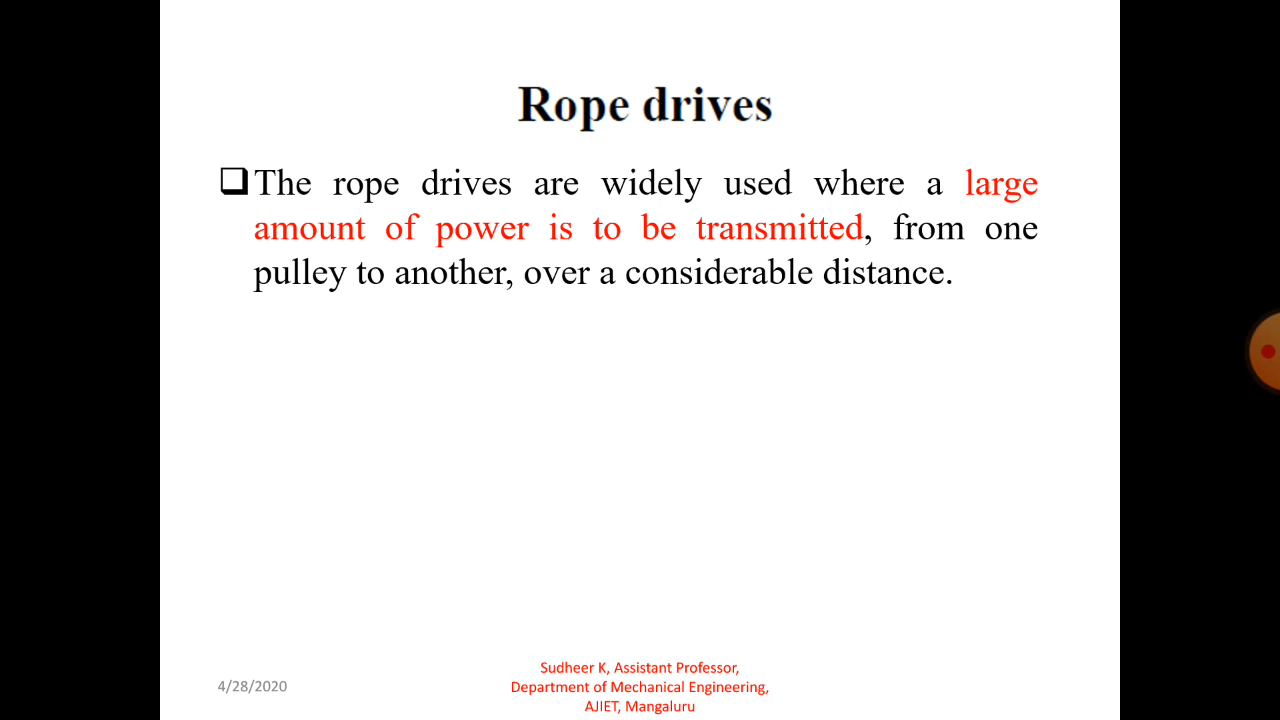 Rope drives
❑The rope drives are widely used where a large
amount of power is to be transmitted, from one
pulley to another, over a considerable distance.
4/28/2020
Sudheer K, Assistant Professor,
Department of Mechanical Engineering,
AJIET, Mangaluru